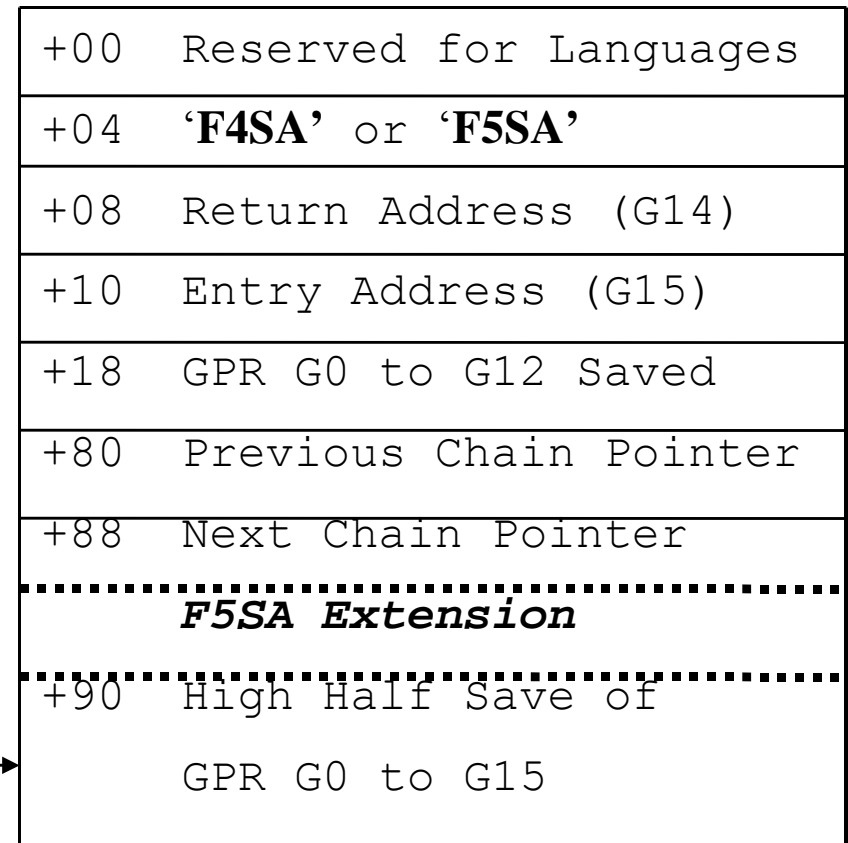 +00 Reserved for Languages
+04 ‘F4SA’ or ‘F5SA’
+08 Return Address (G14)
+10 Entry Address (G15)
+18 GPR G0 to G12 Saved
+80 Previous Chain Pointer
+88 Next Chain Pointer
F5SA Extension
+90 High Half Save of
GPR G0 to G15